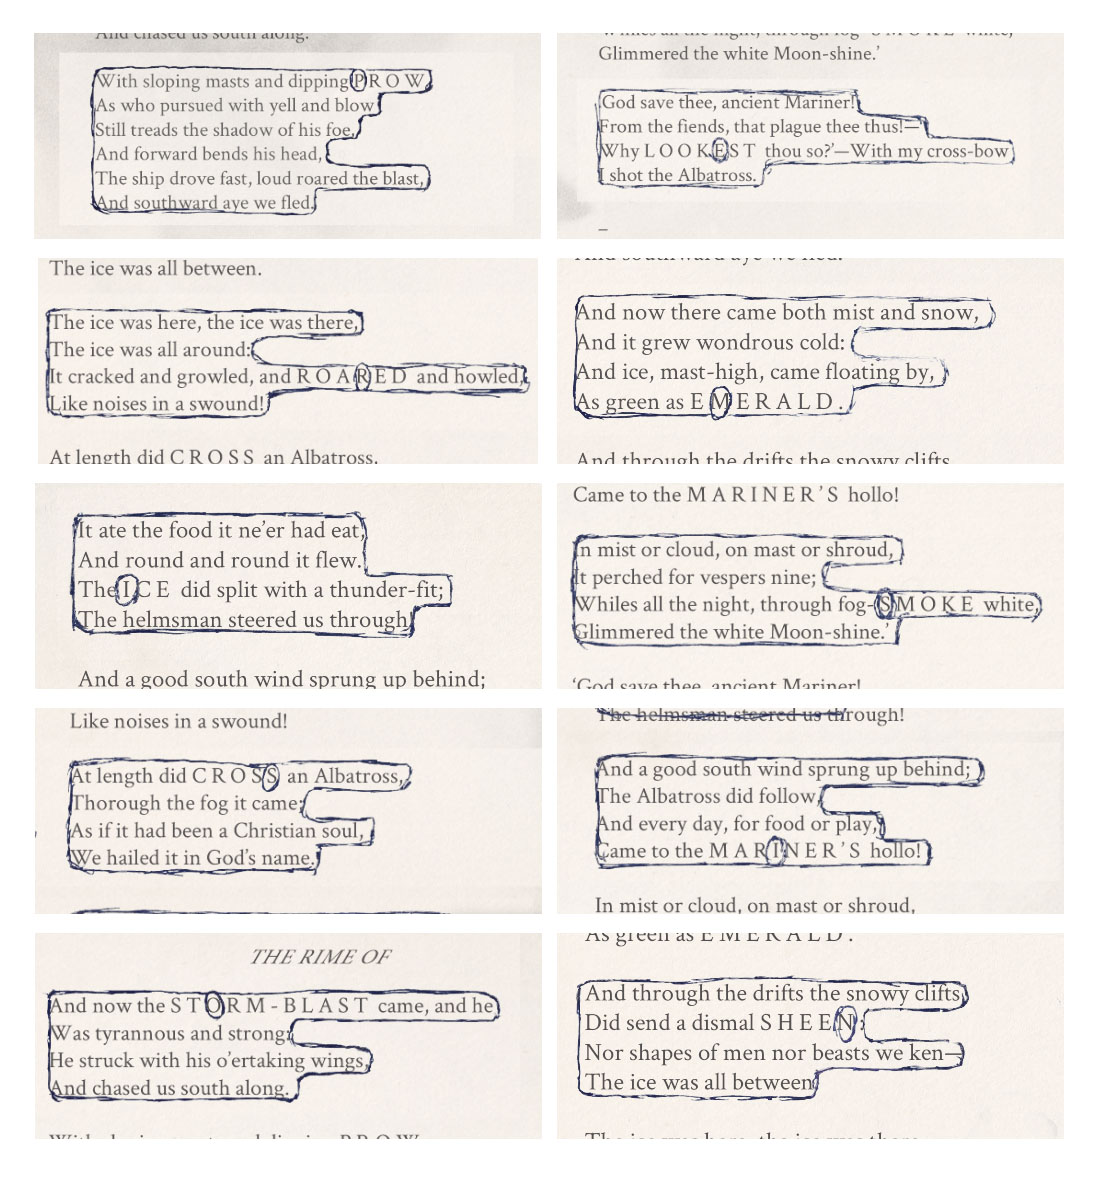 And chased us south along.
With sloping masts and dipping P R O W,
As who pursued with yell and blow
Still treads the shadow of his foe,
And forward bends his head,
The ship drove fast, loud roared the blast,
And southward aye we fled.
Whiles all the night, through fog-S M O K E white,
Glimmered the white Moon-shine.’
‘God save thee, ancient Mariner!
From the fiends, that plague thee thus!—
Why L O O K E S T thou so?’—With my cross-bow
I shot the Albatross.
The ice was all between.
The ice was here, the ice was there,
The ice was all around:
It cracked and growled, and R O A R E D and howled,
Like noises in a swound!
At length did C R O S S an Albatross,
And southward aye we fled.
And now there came both mist and snow,
And it grew wondrous cold:
And ice, mast-high, came floating by,
As green as E M E R A L D .
And through the drifts the snowy clifts
It ate the food it ne’er had eat,
And round and round it flew.
The I C E did split with a thunder-fit;
The helmsman steered us through
And a good south wind sprung up behind;
Came to the M A R I N E R ’ S hollo!
In mist or cloud, on mast or shroud,
It perched for vespers nine;
Whiles all the night, through fog-S M O K E white,
Glimmered the white Moon-shine.’
‘God save thee, ancient Mariner!
Like noises in a swound!
At length did C R O S S an Albatross,
Thorough the fog it came;
As if it had been a Christian soul,
We hailed it in God’s name.
The helmsman steered us through!
And a good south wind sprung up behind;
The Albatross did follow,
And every day, for food or play,
Came to the M A R I N E R ’ S hollo!
In mist or cloud, on mast or shroud,
THE RIME OF
And now the S T O R M - B L A S T came, and he
Was tyrannous and strong:
He struck with his o’ertaking wings,
And chased us south along.
With sloping masts and dipping P R O W,
As green as E M E R A L D .
And through the drifts the snowy clifts
Did send a dismal S H E E N :
Nor shapes of men nor beasts we ken—
The ice was all between
The ice was here, the ice was there,